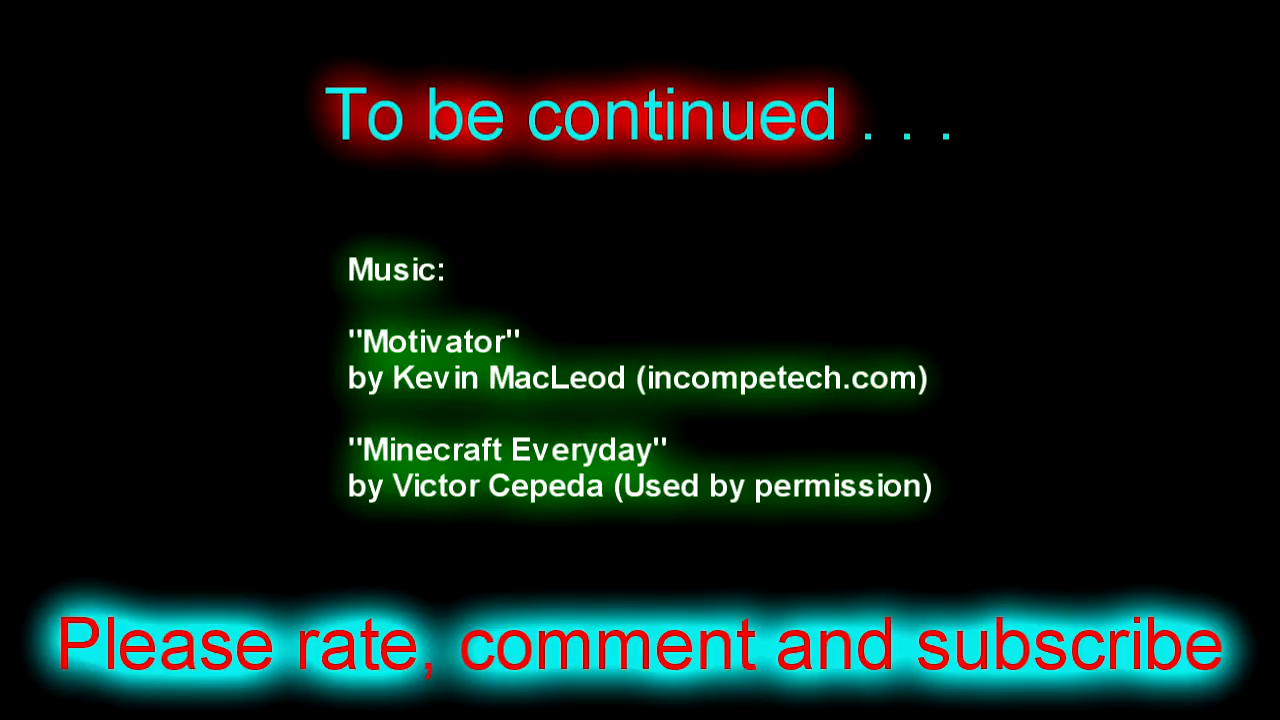 To be continued . . .
Music:
"Motivator"
by Kevin MacLeod (incompetech.com)
"Minecraft Everyday"
by Victor Cepeda (Used by permission)
Please rate, comment and subscribe